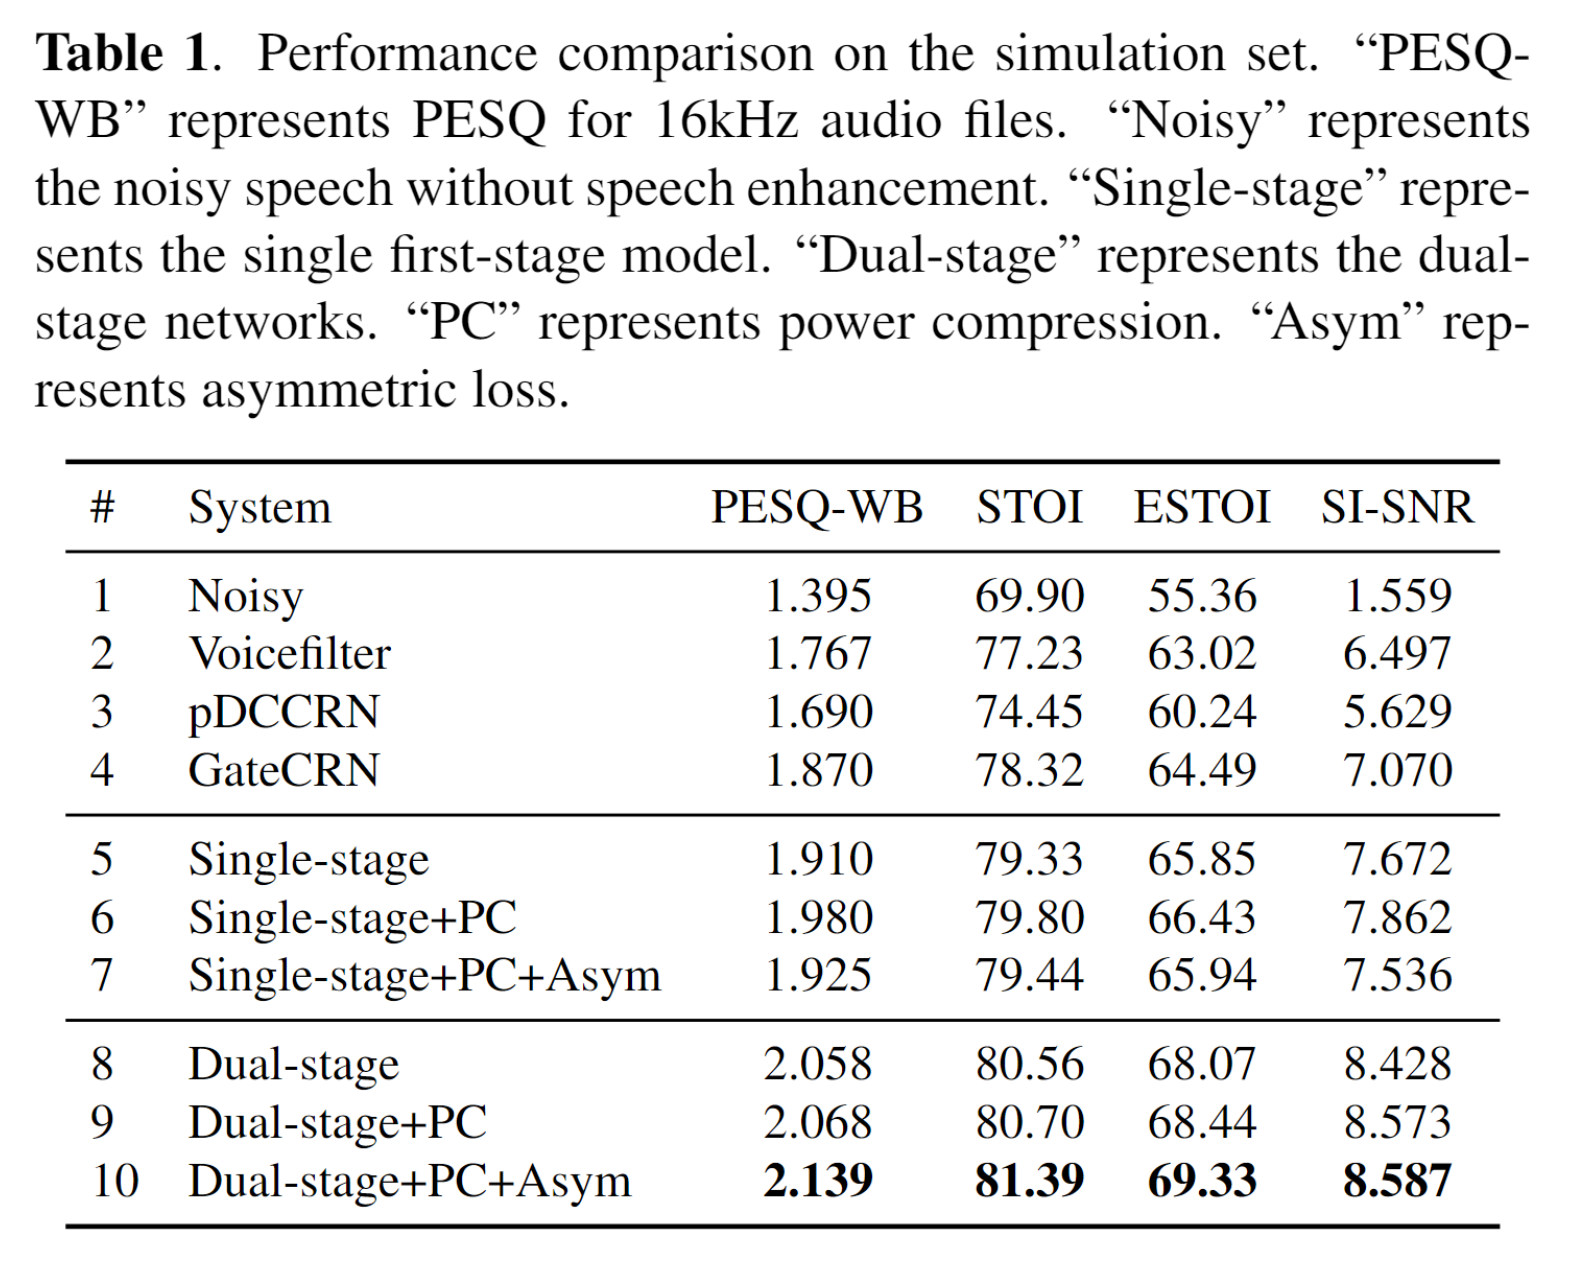 Table 1. Performance comparison on the simulation set. “PESQ-
WB” represents PESQ for 16kHz audio files. “Noisy” represents
the noisy speech without speech enhancement. “Single-stage” repre-
sents the single first-stage model. “Dual-stage” represents the dual-
stage networks. “PC” represents power compression. “Asym” rep-
resents asymmetric loss.
# System PESQ-WB STOI ESTOI SI-SNR
1 Noisy 1.395 69.90 55.36 1.559
2 Voicefilter 1.767 77.23 63.02 6.497
3 pDCCRN 1.690 74.45 60.24 5.629
4 GateCRN 1.870 78.32 64.49 7.070
5 Single-stage 1.910 79.33 65.85 7.672
6 Single-stage+PC 1.980 79.80 66.43 7.862
7 Single-stage+PC+Asym 1.925 79.44 65.94 7.536
8 Dual-stage 2.058 80.56 68.07 8.428
9 Dual-stage+PC 2.068 80.70 68.44 8.573
10 Dual-stage+PC+Asym 2.139 81.39 69.33 8.587